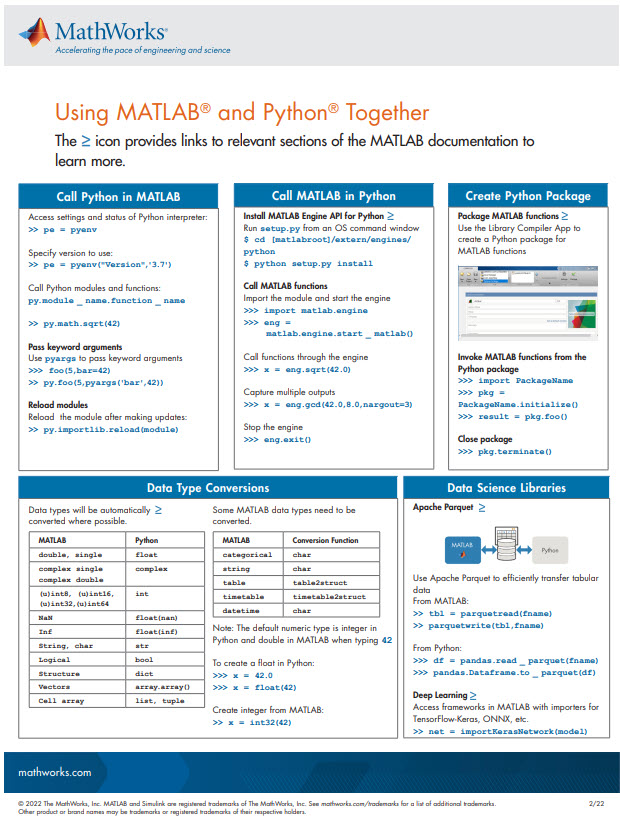 MathWorks®
Accelerating the pace of engineering and science
Using MATLAB® and Python® Together
The ≥ icon provides links to relevant sections of the MATLAB documentation to
learn more.
Call Python in MATLAB
Access settings and status of Python interpreter:
>> pe = pyenv
Specify version to use:
>> pe = pyenv("Version",'3.7')
Call Python modules and functions:
py.module _ name.function _ name
>> py.math.sqrt(42)
Pass keyword arguments
Use pyargs to pass keyword arguments
>>> foo(5,bar=42)
>> py.foo(5,pyargs('bar',42))
Reload modules
Reload the module after making updates:
>> py.importlib.reload(module)
Call MATLAB in Python
Install MATLAB Engine API for Python ≥
Run setup.py from an OS command window
$ cd [matlabroot]/extern/engines/
python
$ python setup.py install
Call MATLAB functions
Import the module and start the engine
>>> import matlab.engine
>>> eng =
matlab.engine.start _ matlab()
Call functions through the engine
>>> x = eng.sqrt(42.0)
Capture multiple outputs
>>> x = eng.gcd(42.0,8.0,nargout=3)
Stop the engine
>>> eng.exit()
Create Python Package
Package MATLAB functions ≥
Use the Library Compiler App to
create a Python package for
MATLAB functions
Invoke MATLAB functions from the
Python package
>>> import PackageName
>>> pkg =
PackageName.initialize()
>>> result = pkg.foo()
Close package
>>> pkg.terminate()
Data Type Conversions
Data types will be automatically ≥
converted where possible.
MATLAB Python
double, single float
complex single complex
complex double
(u)int8, (u)int16, int
(u)int32,(u)int64
NaN float(nan)
Inf float(inf)
String, char str
Logical bool
Structure dict
Vectors array.array()
Cell array list, tuple
Some MATLAB data types need to be
converted.
MATLAB Conversion Function
categorical char
string char
table table2struct
timetable timetable2struct
datetime char
Note: The default numeric type is integer in
Python and double in MATLAB when typing 42
To create a float in Python:
>>> x = 42.0
>>> x = float(42)
Create integer from MATLAB:
>> x = int32(42)
Data Science Libraries
Apache Parquet ≥
MATLAB
Python
Use Apache Parquet to efficiently transfer tabular
data
From MATLAB:
>> tbl = parquetread(fname)
>> parquetwrite(tbl,fname)
From Python:
>>> df = pandas.read _ parquet(fname)
>>> pandas.Dataframe.to _ parquet(df)
Deep Learning ≥
Access frameworks in MATLAB with importers for
TensorFlow-Keras, ONNX, etc.
>> net = importKerasNetwork(model)
mathworks.com
© 2022 The MathWorks, Inc. MATLAB and Simulink are registered trademarks of The MathWorks, Inc. See mathworks.com/trademarks for a list of additional trademarks.
Other product or brand names may be trademarks or registered trademarks of their respective holders.
2/22